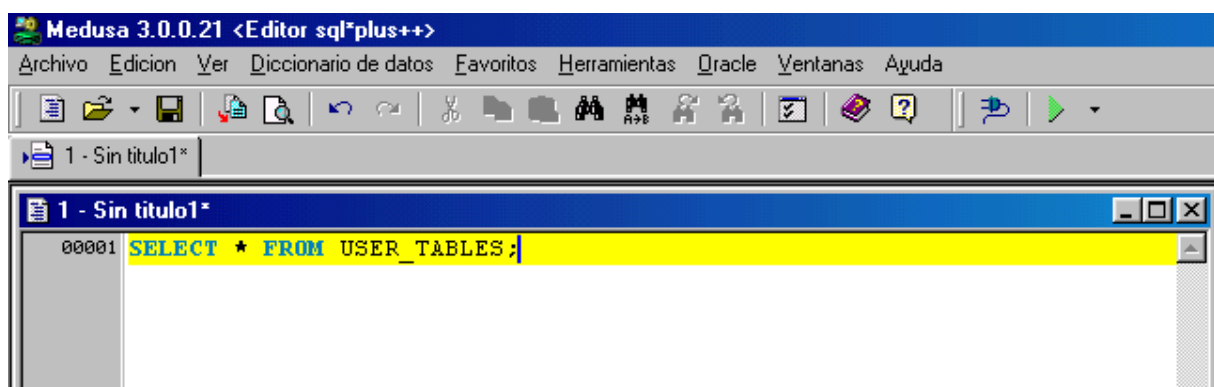 Medusa 3.0.0.21 <Editor sql*plus++>
Archivo Edicion Ver Diccionario de datos Favoritos Herramientas Oracle Ventanas Ayuda
A+B
1 - Sin titulo1*
1 - Sin titulo1*
00001 SELECT * FROM USER_TABLES;